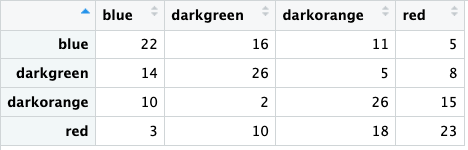 blue darkgreen darkorange red
blue 22 16 11 5
darkgreen 14 26 5 8
darkorange 10 2 26 15
red 3 10 18 23